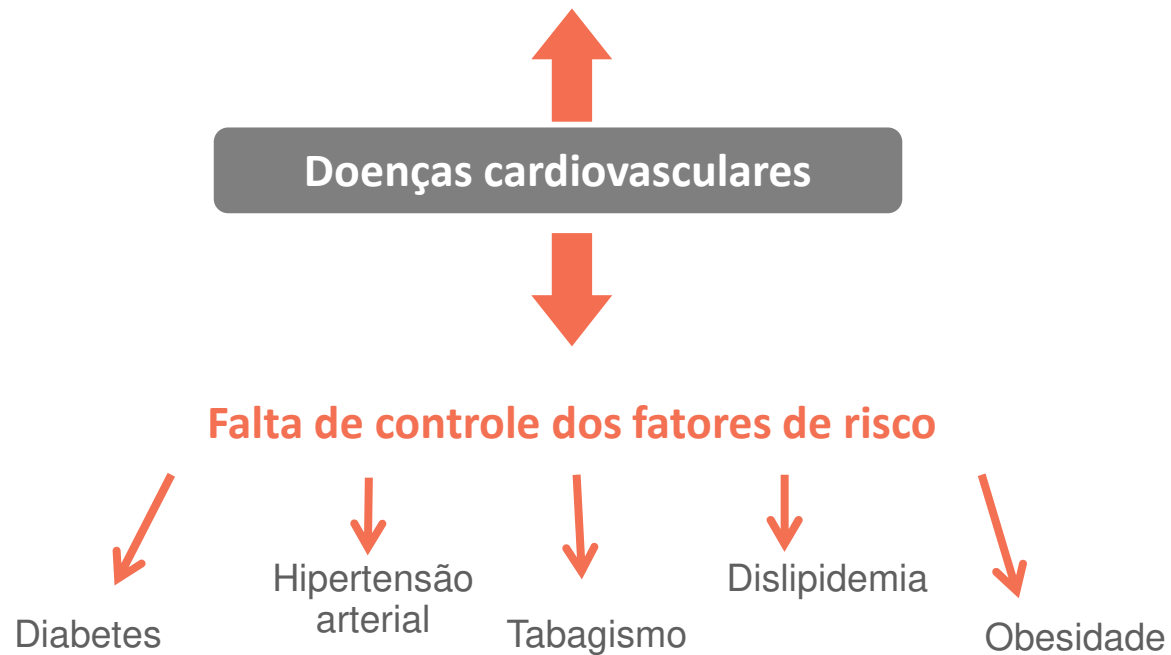 Doenças cardiovasculares
Falta de controle dos fatores de risco
Diabetes
Hipertensão
arterial
Tabagismo
Dislipidemia
Obesidade